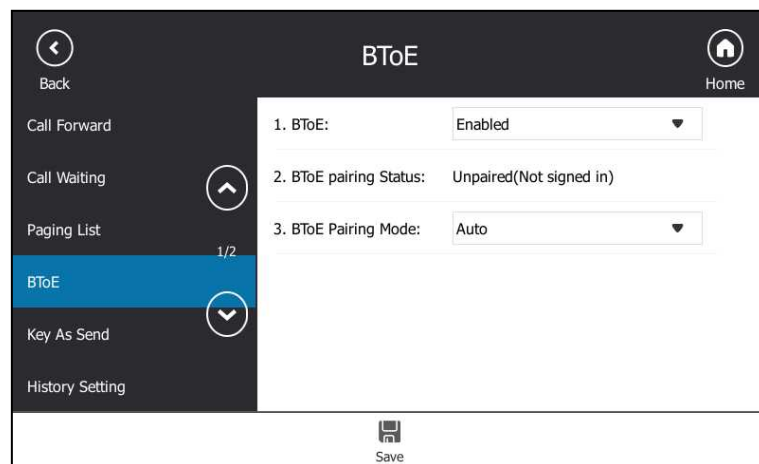 BToE
Back
Home
Call Forward
Call Waiting
Paging List
1/2
BToE
Key As Send
History Setting
1. BToE: Enabled
2. BToE pairing Status: Unpaired(Not signed in)
3. BToE Pairing Mode: Auto
Save